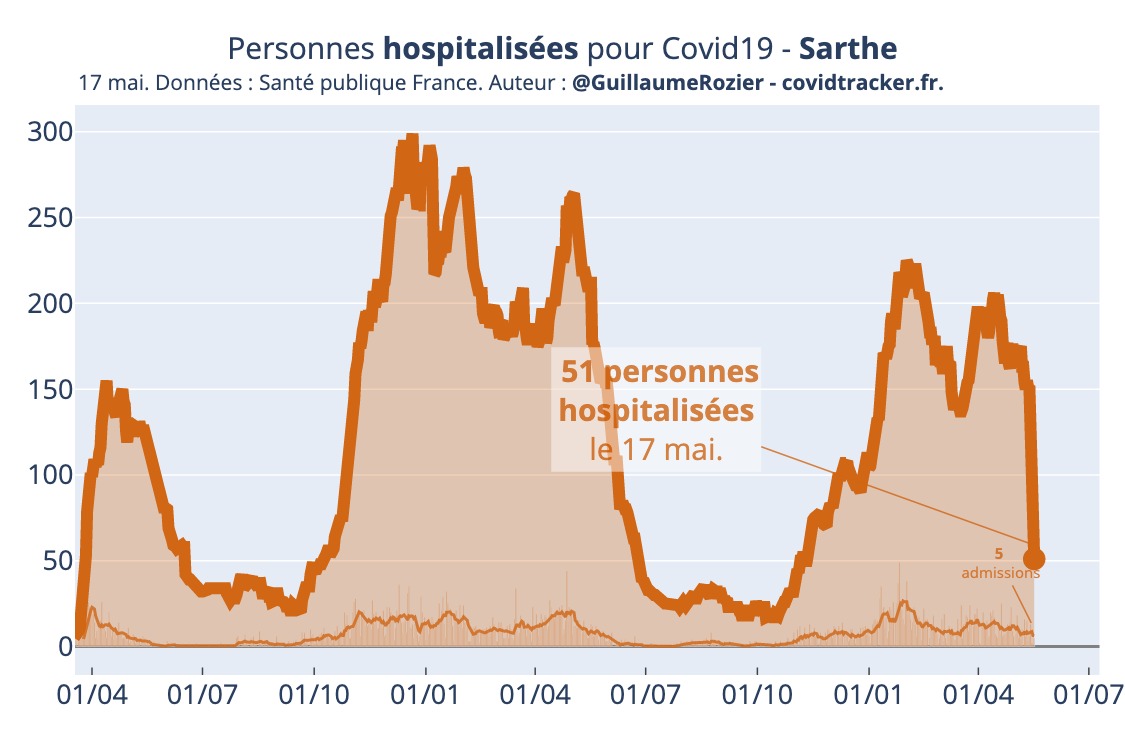 Personnes hospitalisées pour Covid19 - Sarthe
17 mai. Données : Santé publique France. Auteur : @GuillaumeRozier - covidtracker.fr.
300
250
200
150
100
50
0
51 personnes
hospitalisées
le 17 mai.
5
admissions
01/04 01/07 01/10 01/01 01/04 01/07 01/10 01/01 01/04 01/07